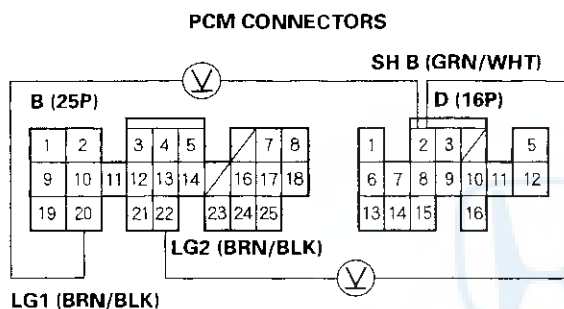 PCM CONNECTORS
SH B (GRN/WHT)
B (25P)
D (16P)
V
1 2 3 4 5 7 8
9 10 11 12 13 14 16 17 18
19 20 21 22 23 24 25
1 2 3 5
6 7 8 9 10 11 12
13 14 15 16
LG2 (BRN/BLK)
V
LG1 (BRN/BLK)